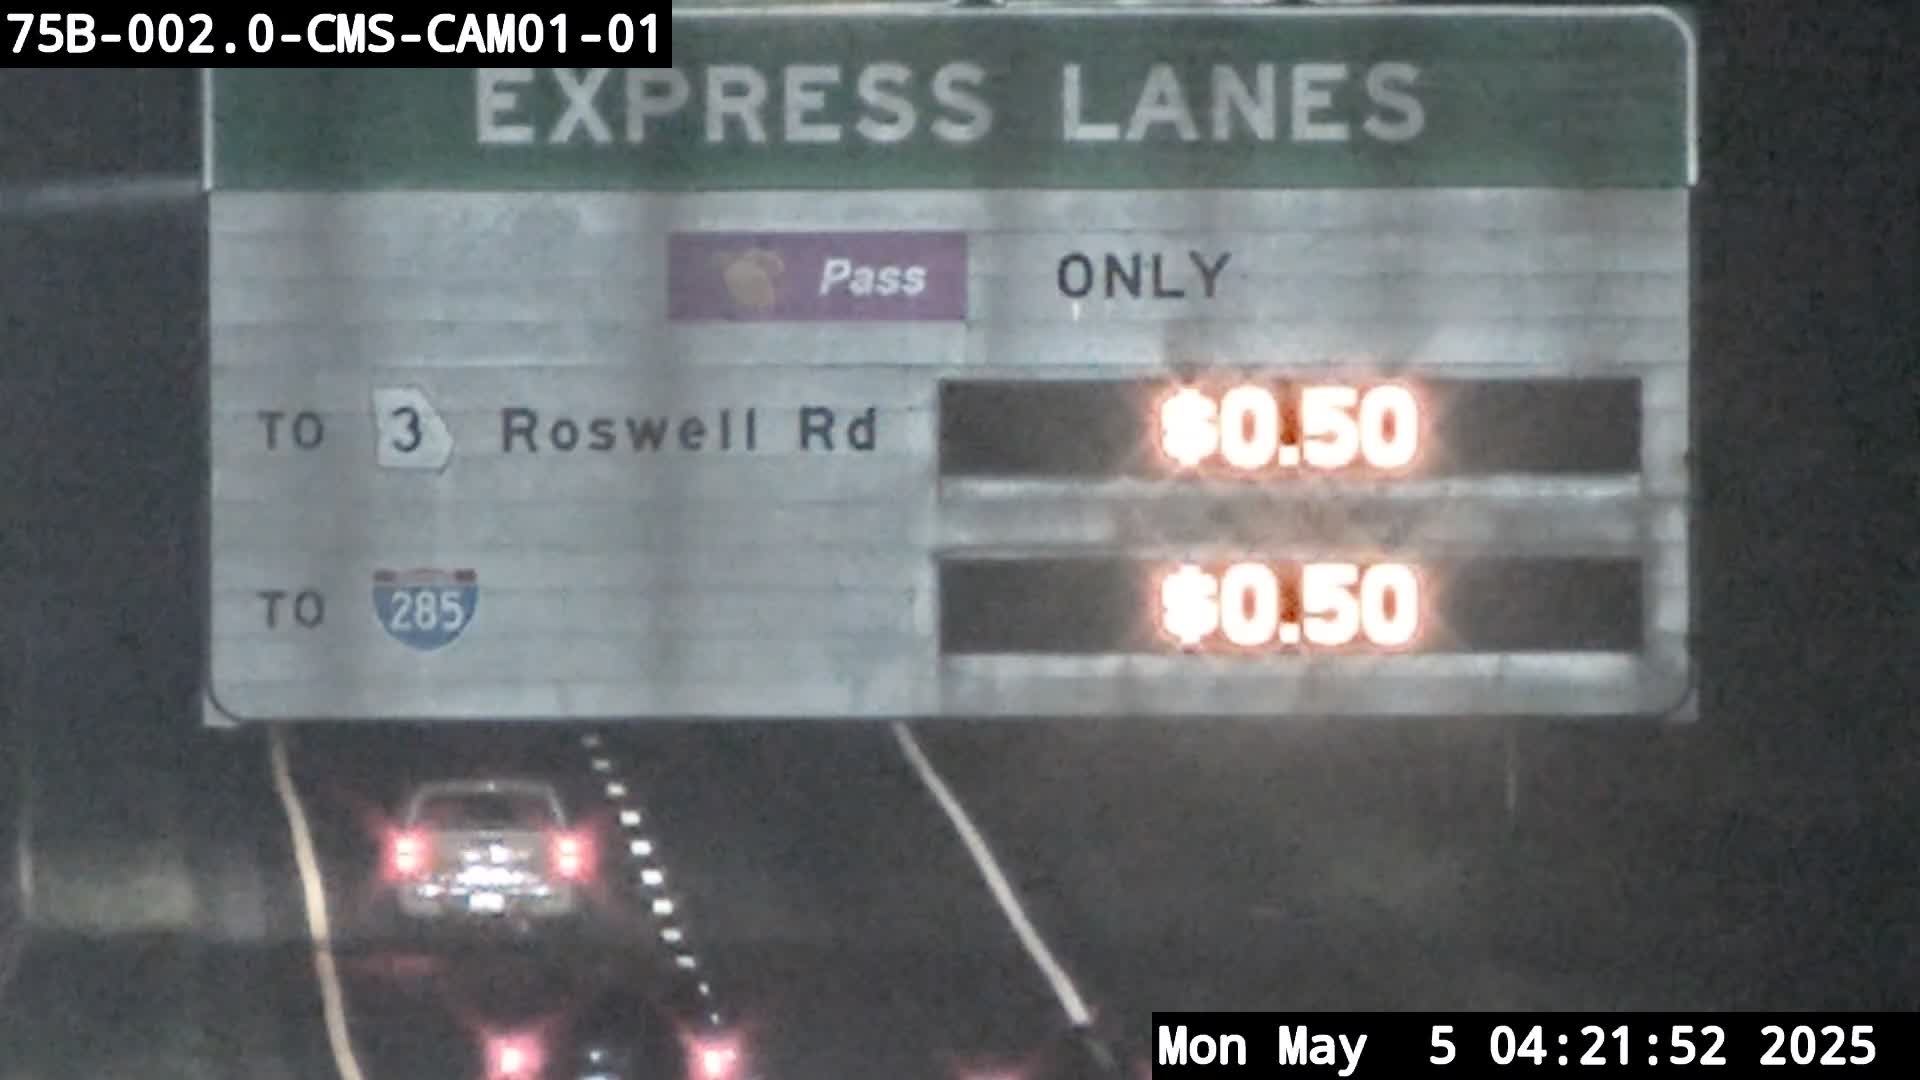 75B-002.0-CMS-CAM01-01
EXPRESS LANES
Pass ONLY
TO 3 Roswell Rd $0.50
TO 285 $0.50
Mon May 5 04:21:52 2025